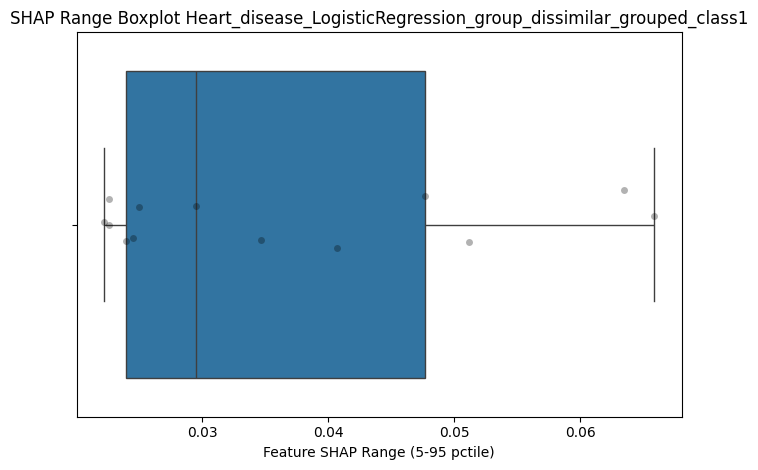 SHAP Range Boxplot Heart_disease_LogisticRegression_group_dissimilar_grouped_class1
0.03 0.04 0.05 0.06
Feature SHAP Range (5-95 pctile)